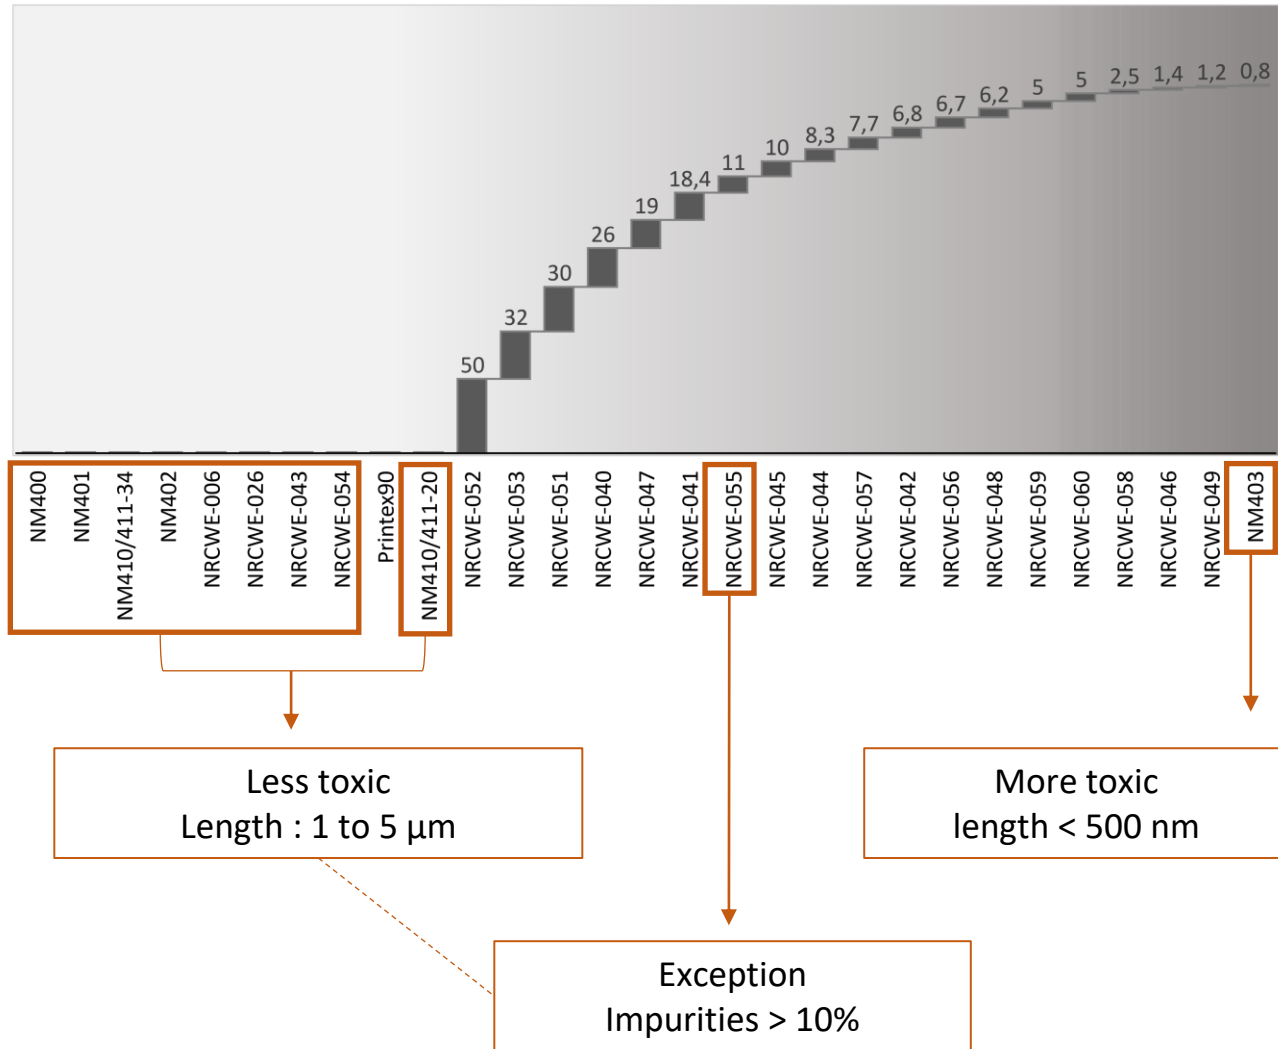 50
32
30
26
19
18,4
11
10
8,3
7,7
6,8
6,7
6,2
5
5
2,5
1,4
1,2
0,8
NM400
NM401
NM410/411-34
NM402
NRCWE-006
NRCWE-026
NRCWE-043
NRCWE-054
Printex90
NM410/411-20
NRCWE-052
NRCWE-053
NRCWE-051
NRCWE-040
NRCWE-047
NRCWE-041
NRCWE-055
NRCWE-045
NRCWE-044
NRCWE-057
NRCWE-042
NRCWE-056
NRCWE-048
NRCWE-059
NRCWE-060
NRCWE-058
NRCWE-046
NRCWE-049
NM403
Less toxic
Length : 1 to 5 µm
More toxic
length < 500 nm
Exception
Impurities > 10%